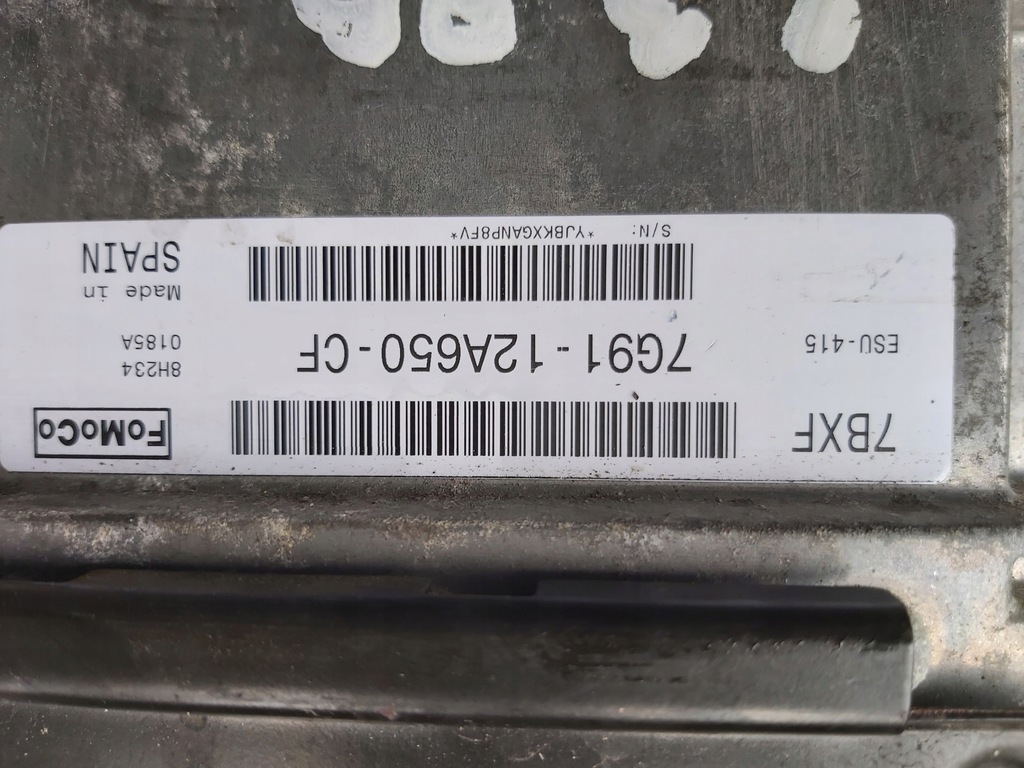 7BXF
FoMoCo
ESU-415
7G91-12A650-CF
8H234
0185A
Made in
SPAIN
S/N: *YJBKXGANP8FV*